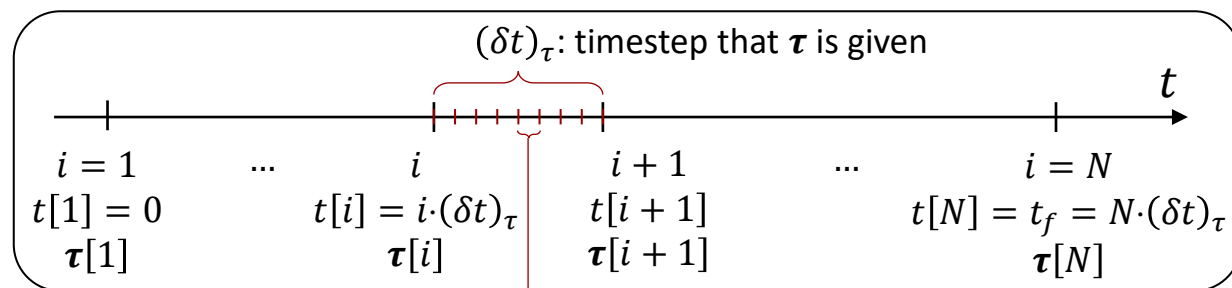 (δt)_τ: timestep that τ is given
t
i = 1 ... i i + 1 ... i = N
t[1] = 0 t[i] = i·(δt)_τ t[i + 1] t[N] = t_f = N·(δt)_τ
τ[1] τ[i] τ[i + 1] τ[N]